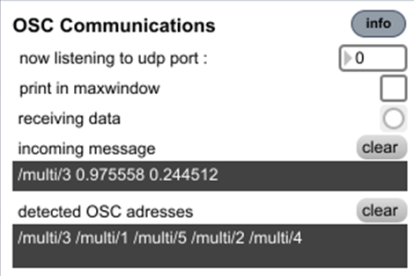 OSC Communications info
now listening to udp port : 0
print in maxwindow
receiving data
incoming message clear
/multi/3 0.975558 0.244512
detected OSC adresses clear
/multi/3 /multi/1 /multi/5 /multi/2 /multi/4